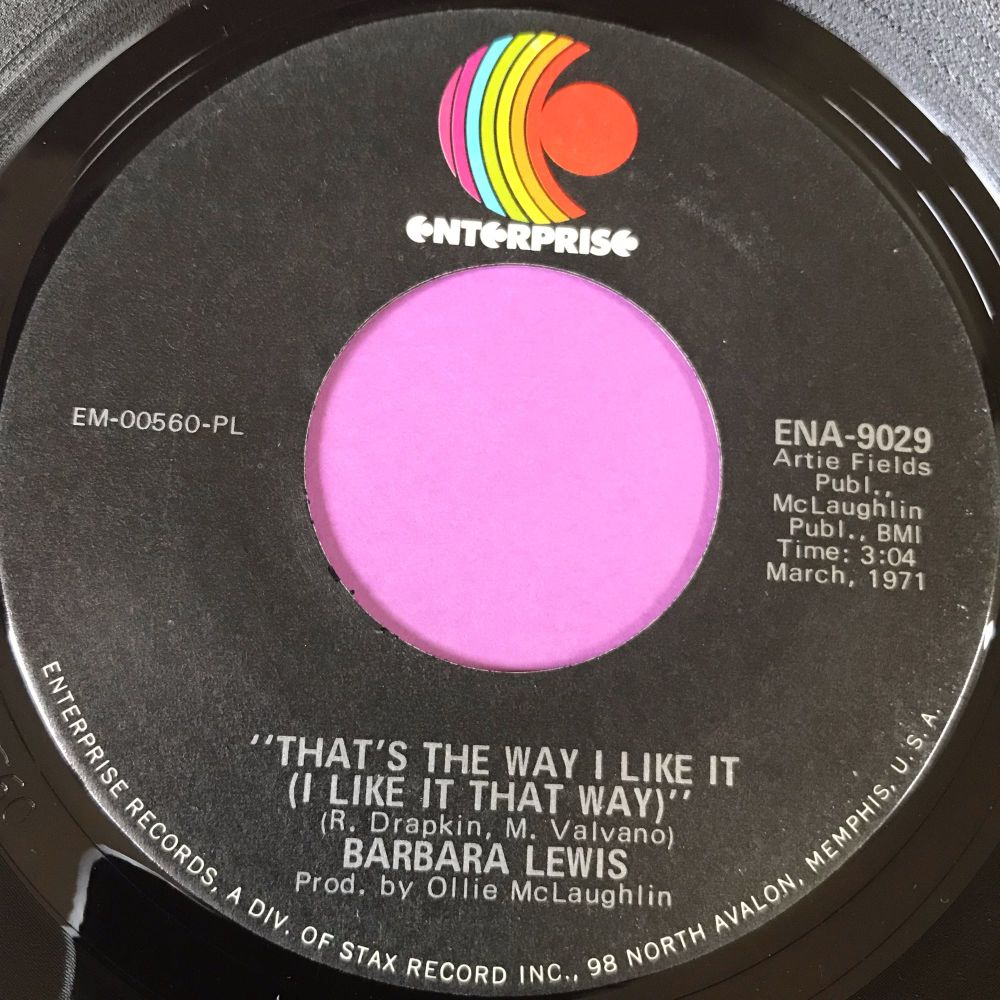 ENTERPRISE
EM-00560-PL
ENA-9029
Artie Fields
Publ.,
McLaughlin
Publ., BMI
Time: 3:04
March, 1971
"THAT'S THE WAY I LIKE IT
(I LIKE IT THAT WAY)"
(R. Drapkin, M. Valvano)
BARBARA LEWIS
Prod. by Ollie McLaughlin
ENTERPRISE RECORDS, A DIV. OF STAX RECORD INC., 98 NORTH AVALON, MEMPHIS, U.S.A.